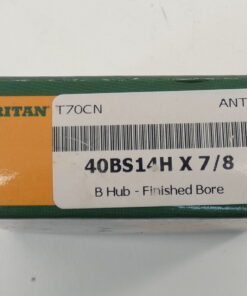 RITAN T70CN ANT
40BS14H X 7/8
B Hub - Finished Bore